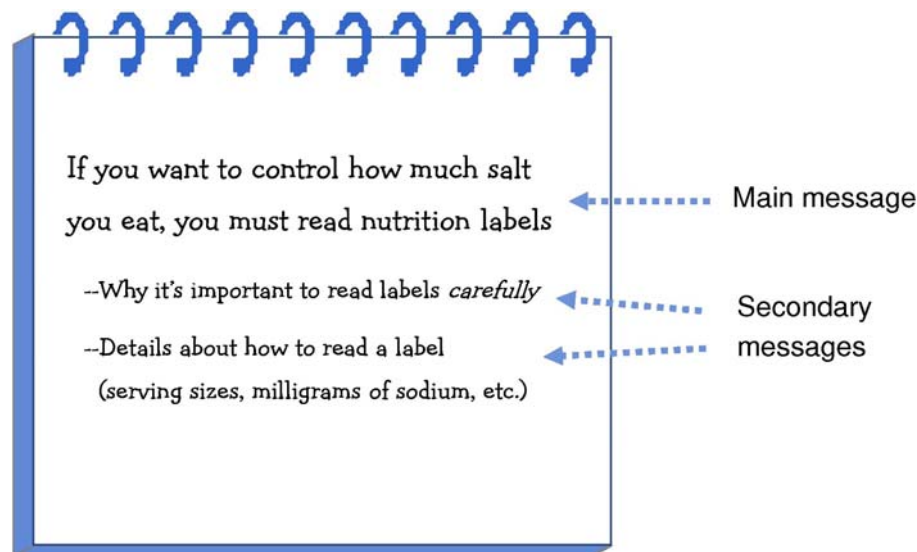 If you want to control how much salt
you eat, you must read nutrition labels
Main message
--Why it's important to read labels carefully
--Details about how to read a label
(serving sizes, milligrams of sodium, etc.)
Secondary
messages